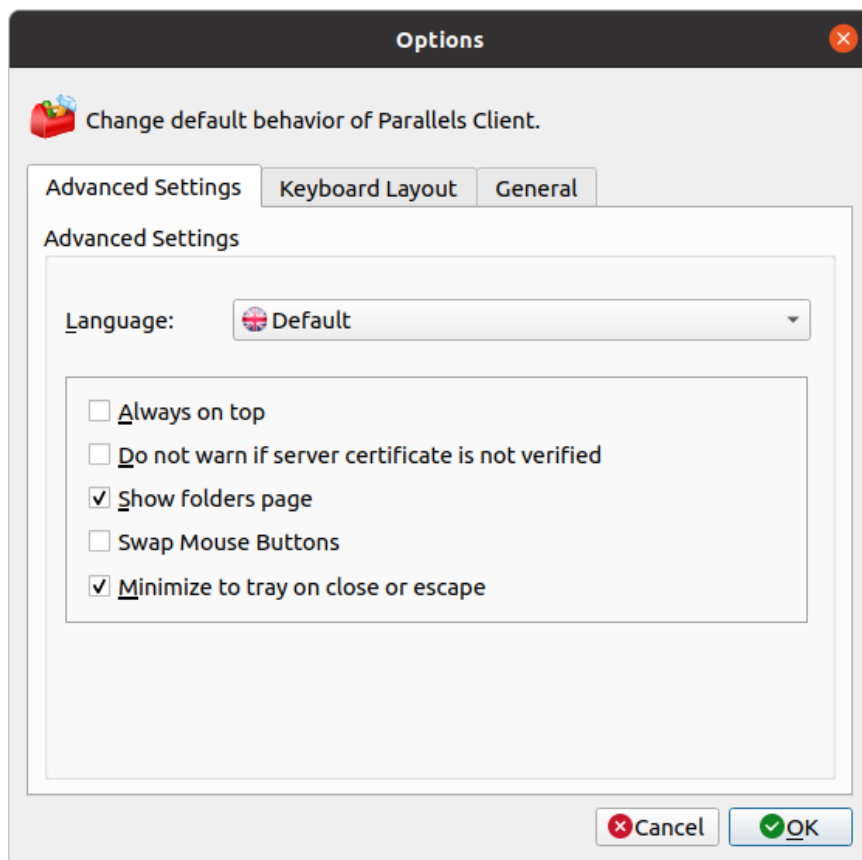 Options
Change default behavior of Parallels Client.
Advanced Settings Keyboard Layout General
Advanced Settings
Language: Default
Always on top
Do not warn if server certificate is not verified
Show folders page
Swap Mouse Buttons
Minimize to tray on close or escape
Cancel OK